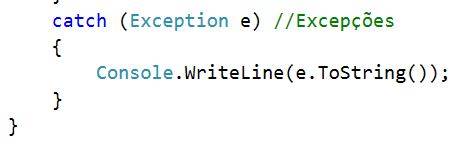 catch (Exception e) //Excepções
{
Console.WriteLine(e.ToString());
}
}